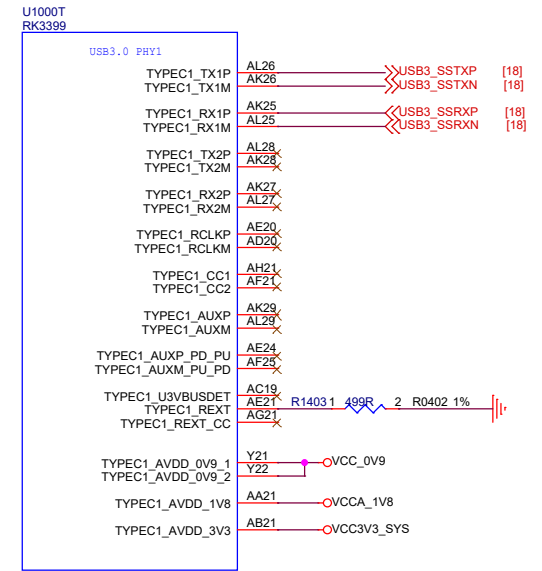 U1000T
RK3399
USB3.0 PHY1
TYPEC1_TX1P AL26 USB3_SSTXP [18]
TYPEC1_TX1M AK26 USB3_SSTXN [18]
TYPEC1_RX1P AK25 USB3_SSRXP [18]
TYPEC1_RX1M AL25 USB3_SSRXN [18]
TYPEC1_TX2P AL28
TYPEC1_TX2M AK28
TYPEC1_RX2P AK27
TYPEC1_RX2M AL27
TYPEC1_RCLKP AE20
TYPEC1_RCLKM AD20
TYPEC1_CC1 AH21
TYPEC1_CC2 AF21
TYPEC1_AUXP AK29
TYPEC1_AUXM AL29
TYPEC1_AUXP_PD_PU AE24
TYPEC1_AUXM_PU_PD AF25
TYPEC1_U3VBUSDET AC19
TYPEC1_REXT AE21 R1403 1 499R 2 R0402 1%
TYPEC1_REXT_CC AG21
TYPEC1_AVDD_0V9_1 Y21 VCC_0V9
TYPEC1_AVDD_0V9_2 Y22
TYPEC1_AVDD_1V8 AA21 VCCA_1V8
TYPEC1_AVDD_3V3 AB21 VCC3V3_SYS